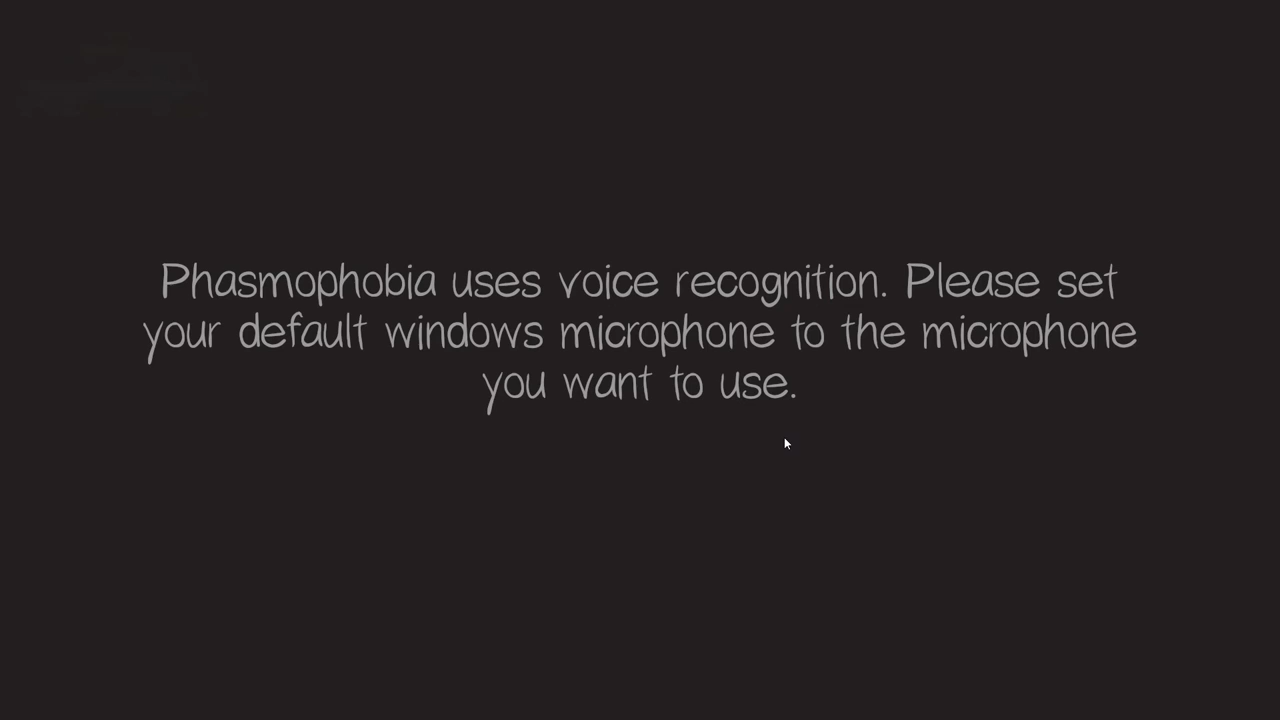 Phasmophobia uses voice recognition. Please set
your default windows microphone to the microphone
you want to use.